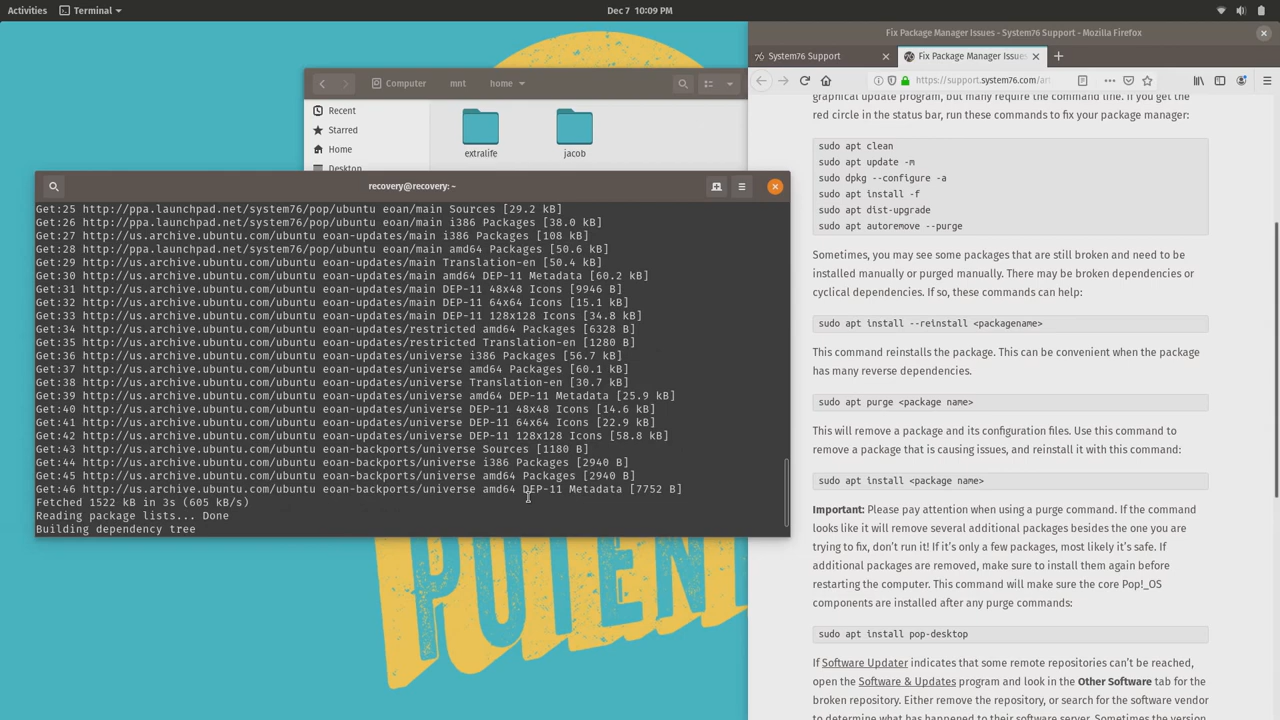 Activities
Terminal
Dec 7 10:09 PM
Fix Package Manager Issues - System76 Support - Mozilla Firefox
System76 Support
Fix Package Manager Issues
https://support.system76.com/ar
Computer
mnt
home
Recent
Starred
Home
Desktop
extralife
jacob
recovery@recovery: ~
Get:25 http://ppa.launchpad.net/system76/pop/ubuntu eoan/main Sources [29.2 kB]
Get:26 http://ppa.launchpad.net/system76/pop/ubuntu eoan/main i386 Packages [38.0 kB]
Get:27 http://us.archive.ubuntu.com/ubuntu eoan-updates/main i386 Packages [108 kB]
Get:28 http://ppa.launchpad.net/system76/pop/ubuntu eoan/main amd64 Packages [50.6 kB]
Get:29 http://us.archive.ubuntu.com/ubuntu eoan-updates/main Translation-en [50.4 kB]
Get:30 http://us.archive.ubuntu.com/ubuntu eoan-updates/main amd64 DEP-11 Metadata [60.2 kB]
Get:31 http://us.archive.ubuntu.com/ubuntu eoan-updates/main DEP-11 48x48 Icons [9946 B]
Get:32 http://us.archive.ubuntu.com/ubuntu eoan-updates/main DEP-11 64x64 Icons [15.1 kB]
Get:33 http://us.archive.ubuntu.com/ubuntu eoan-updates/main DEP-11 128x128 Icons [34.8 kB]
Get:34 http://us.archive.ubuntu.com/ubuntu eoan-updates/restricted amd64 Packages [6328 B]
Get:35 http://us.archive.ubuntu.com/ubuntu eoan-updates/restricted Translation-en [1280 B]
Get:36 http://us.archive.ubuntu.com/ubuntu eoan-updates/universe i386 Packages [56.7 kB]
Get:37 http://us.archive.ubuntu.com/ubuntu eoan-updates/universe amd64 Packages [60.1 kB]
Get:38 http://us.archive.ubuntu.com/ubuntu eoan-updates/universe Translation-en [30.7 kB]
Get:39 http://us.archive.ubuntu.com/ubuntu eoan-updates/universe amd64 DEP-11 Metadata [25.9 kB]
Get:40 http://us.archive.ubuntu.com/ubuntu eoan-updates/universe DEP-11 48x48 Icons [14.6 kB]
Get:41 http://us.archive.ubuntu.com/ubuntu eoan-updates/universe DEP-11 64x64 Icons [22.9 kB]
Get:42 http://us.archive.ubuntu.com/ubuntu eoan-updates/universe DEP-11 128x128 Icons [58.8 kB]
Get:43 http://us.archive.ubuntu.com/ubuntu eoan-backports/universe Sources [1180 B]
Get:44 http://us.archive.ubuntu.com/ubuntu eoan-backports/universe i386 Packages [2940 B]
Get:45 http://us.archive.ubuntu.com/ubuntu eoan-backports/universe amd64 Packages [2940 B]
Get:46 http://us.archive.ubuntu.com/ubuntu eoan-backports/universe amd64 DEP-11 Metadata [7752 B]
Fetched 1522 kB in 3s (605 kB/s)
Reading package lists... Done
Building dependency tree
graphical update program, but many require the command line. If you get the
red circle in the status bar, run these commands to fix your package manager:
sudo apt clean
sudo apt update -m
sudo dpkg --configure -a
sudo apt install -f
sudo apt dist-upgrade
sudo apt autoremove --purge
Sometimes, you may see some packages that are still broken and need to be
installed manually or purged manually. There may be broken dependencies or
cyclical dependencies. If so, these commands can help:
sudo apt install --reinstall <packagename>
This command reinstalls the package. This can be convenient when the package
has many reverse dependencies.
sudo apt purge <package name>
This will remove a package and its configuration files. Use this command to
remove a package that is causing issues, and reinstall it with this command:
sudo apt install <package name>
Important: Please pay attention when using a purge command. If the command
looks like it will remove several additional packages besides the one you are
trying to fix, don't run it! If it's only a few packages, most likely it's safe. If
additional packages are removed, make sure to install them again before
restarting the computer. This command will make sure the core Pop!_OS
components are installed after any purge commands:
sudo apt install pop-desktop
If Software Updater indicates that some remote repositories can't be reached,
open the Software & Updates program and look in the Other Software tab for the
broken repository. Either remove the repository, or search for the software vendor
to determine what has happened to their software server. Sometimes the version
POTEN